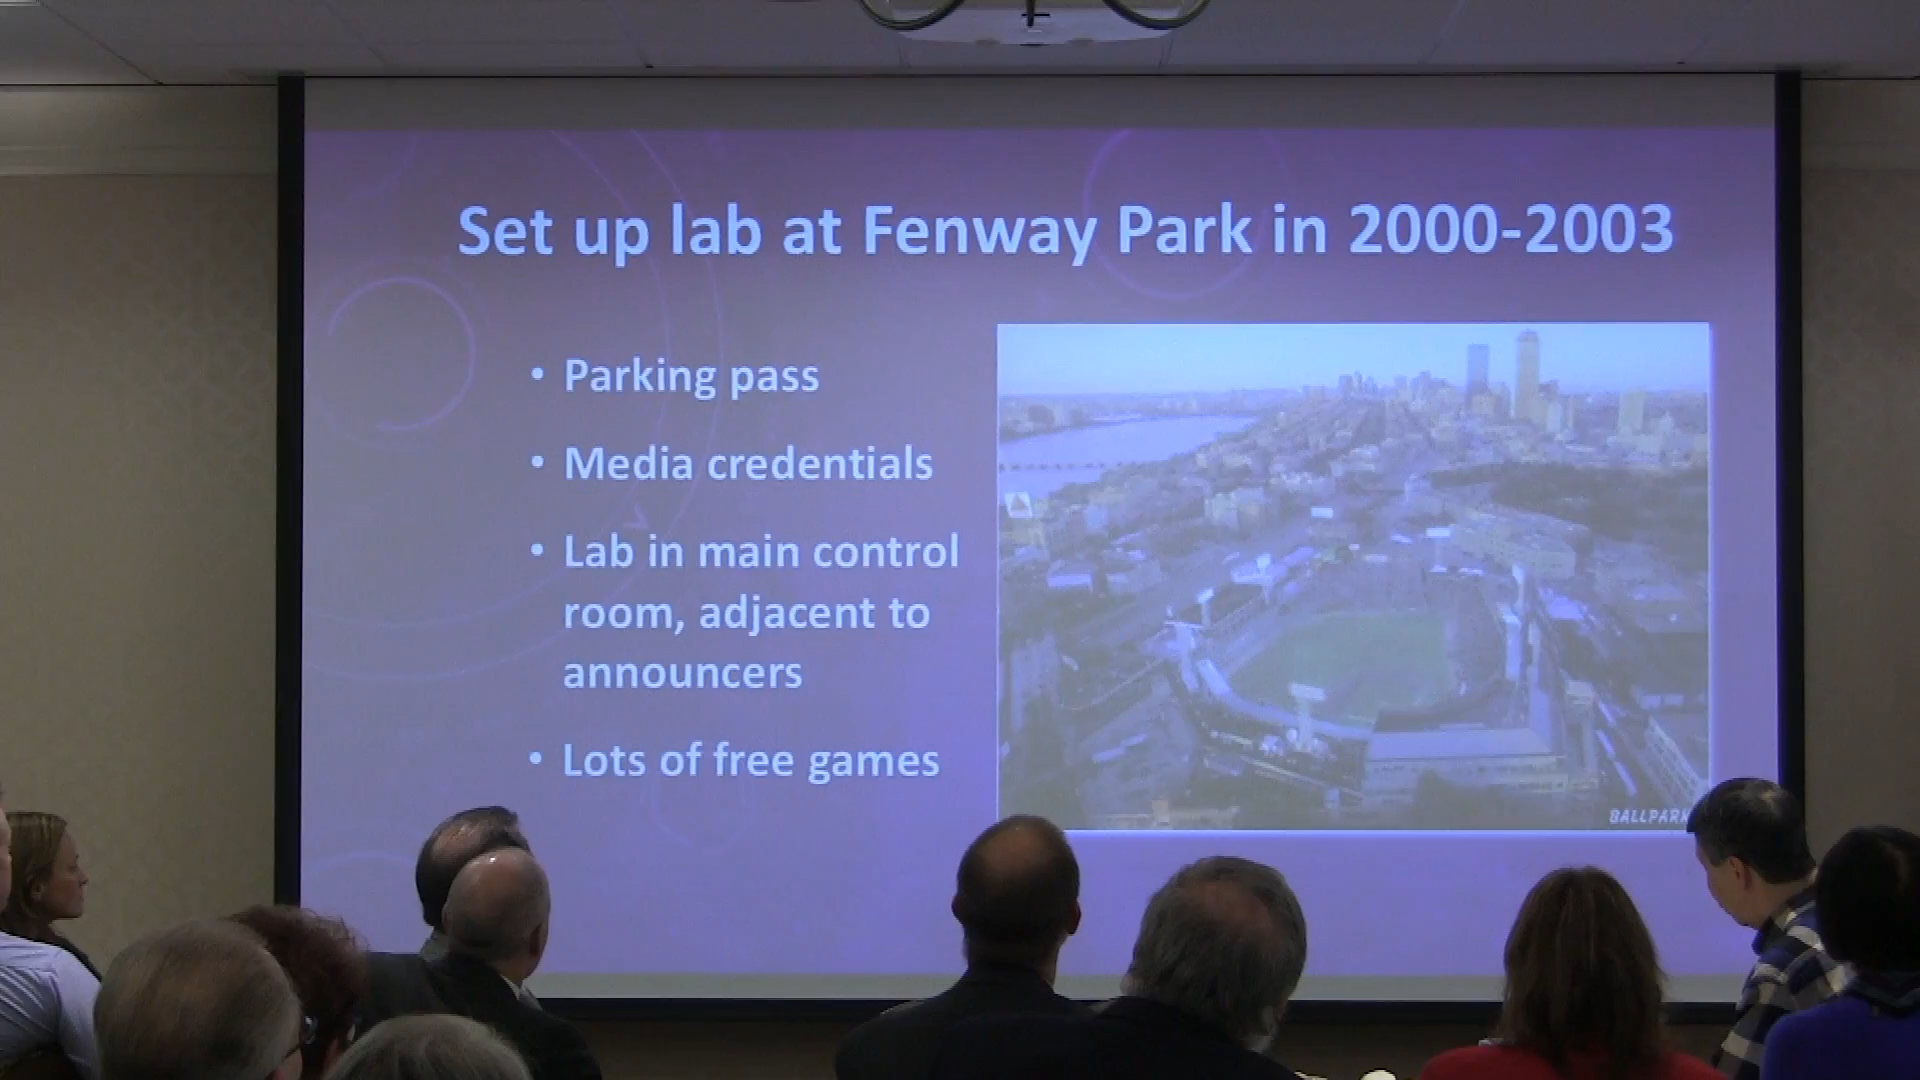 Set up lab at Fenway Park in 2000-2003
• Parking pass
• Media credentials
• Lab in main control
room, adjacent to
announcers
• Lots of free games
BALLPARK